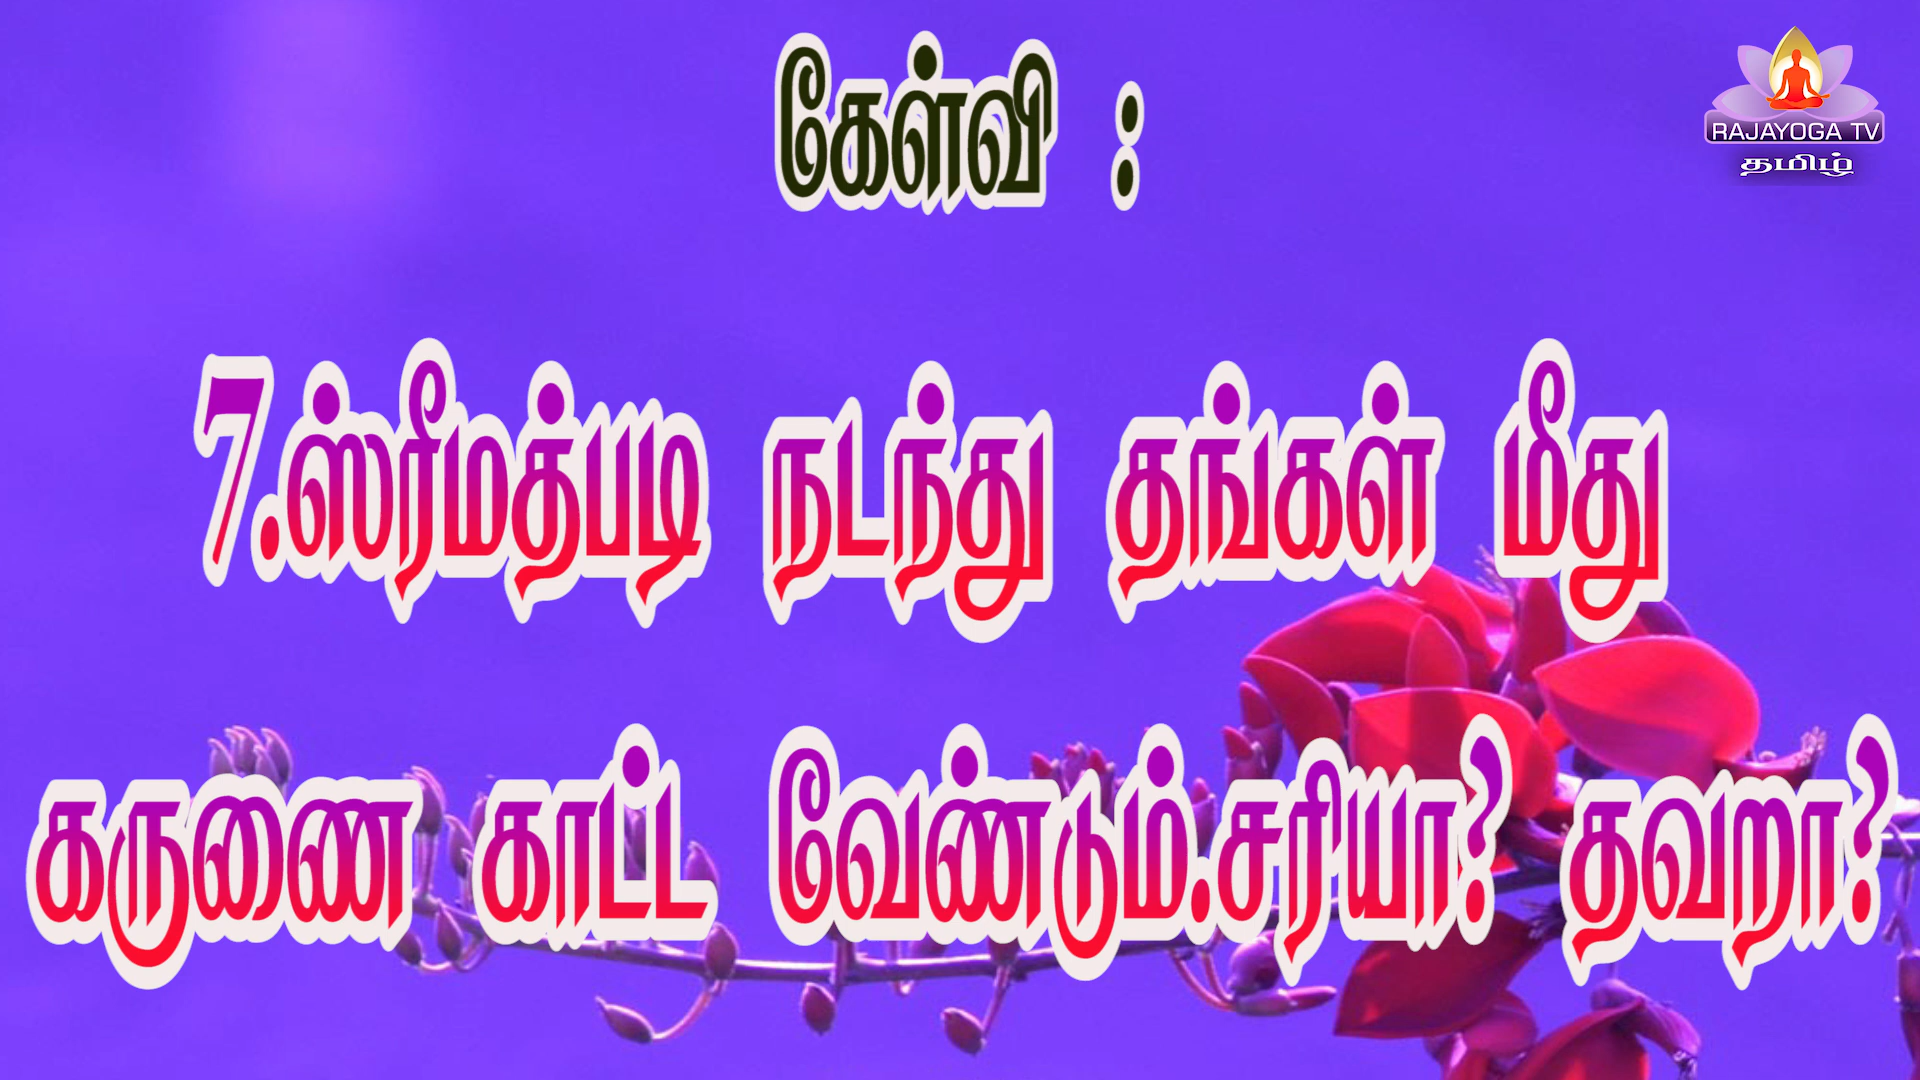 கேள்வி :
RAJAYOGA TV
தமிழ்
7.ஸ்ரீமத்படி நடந்து தங்கள் மீது
கருணை காட்ட வேண்டும்.சரியா? தவறா?